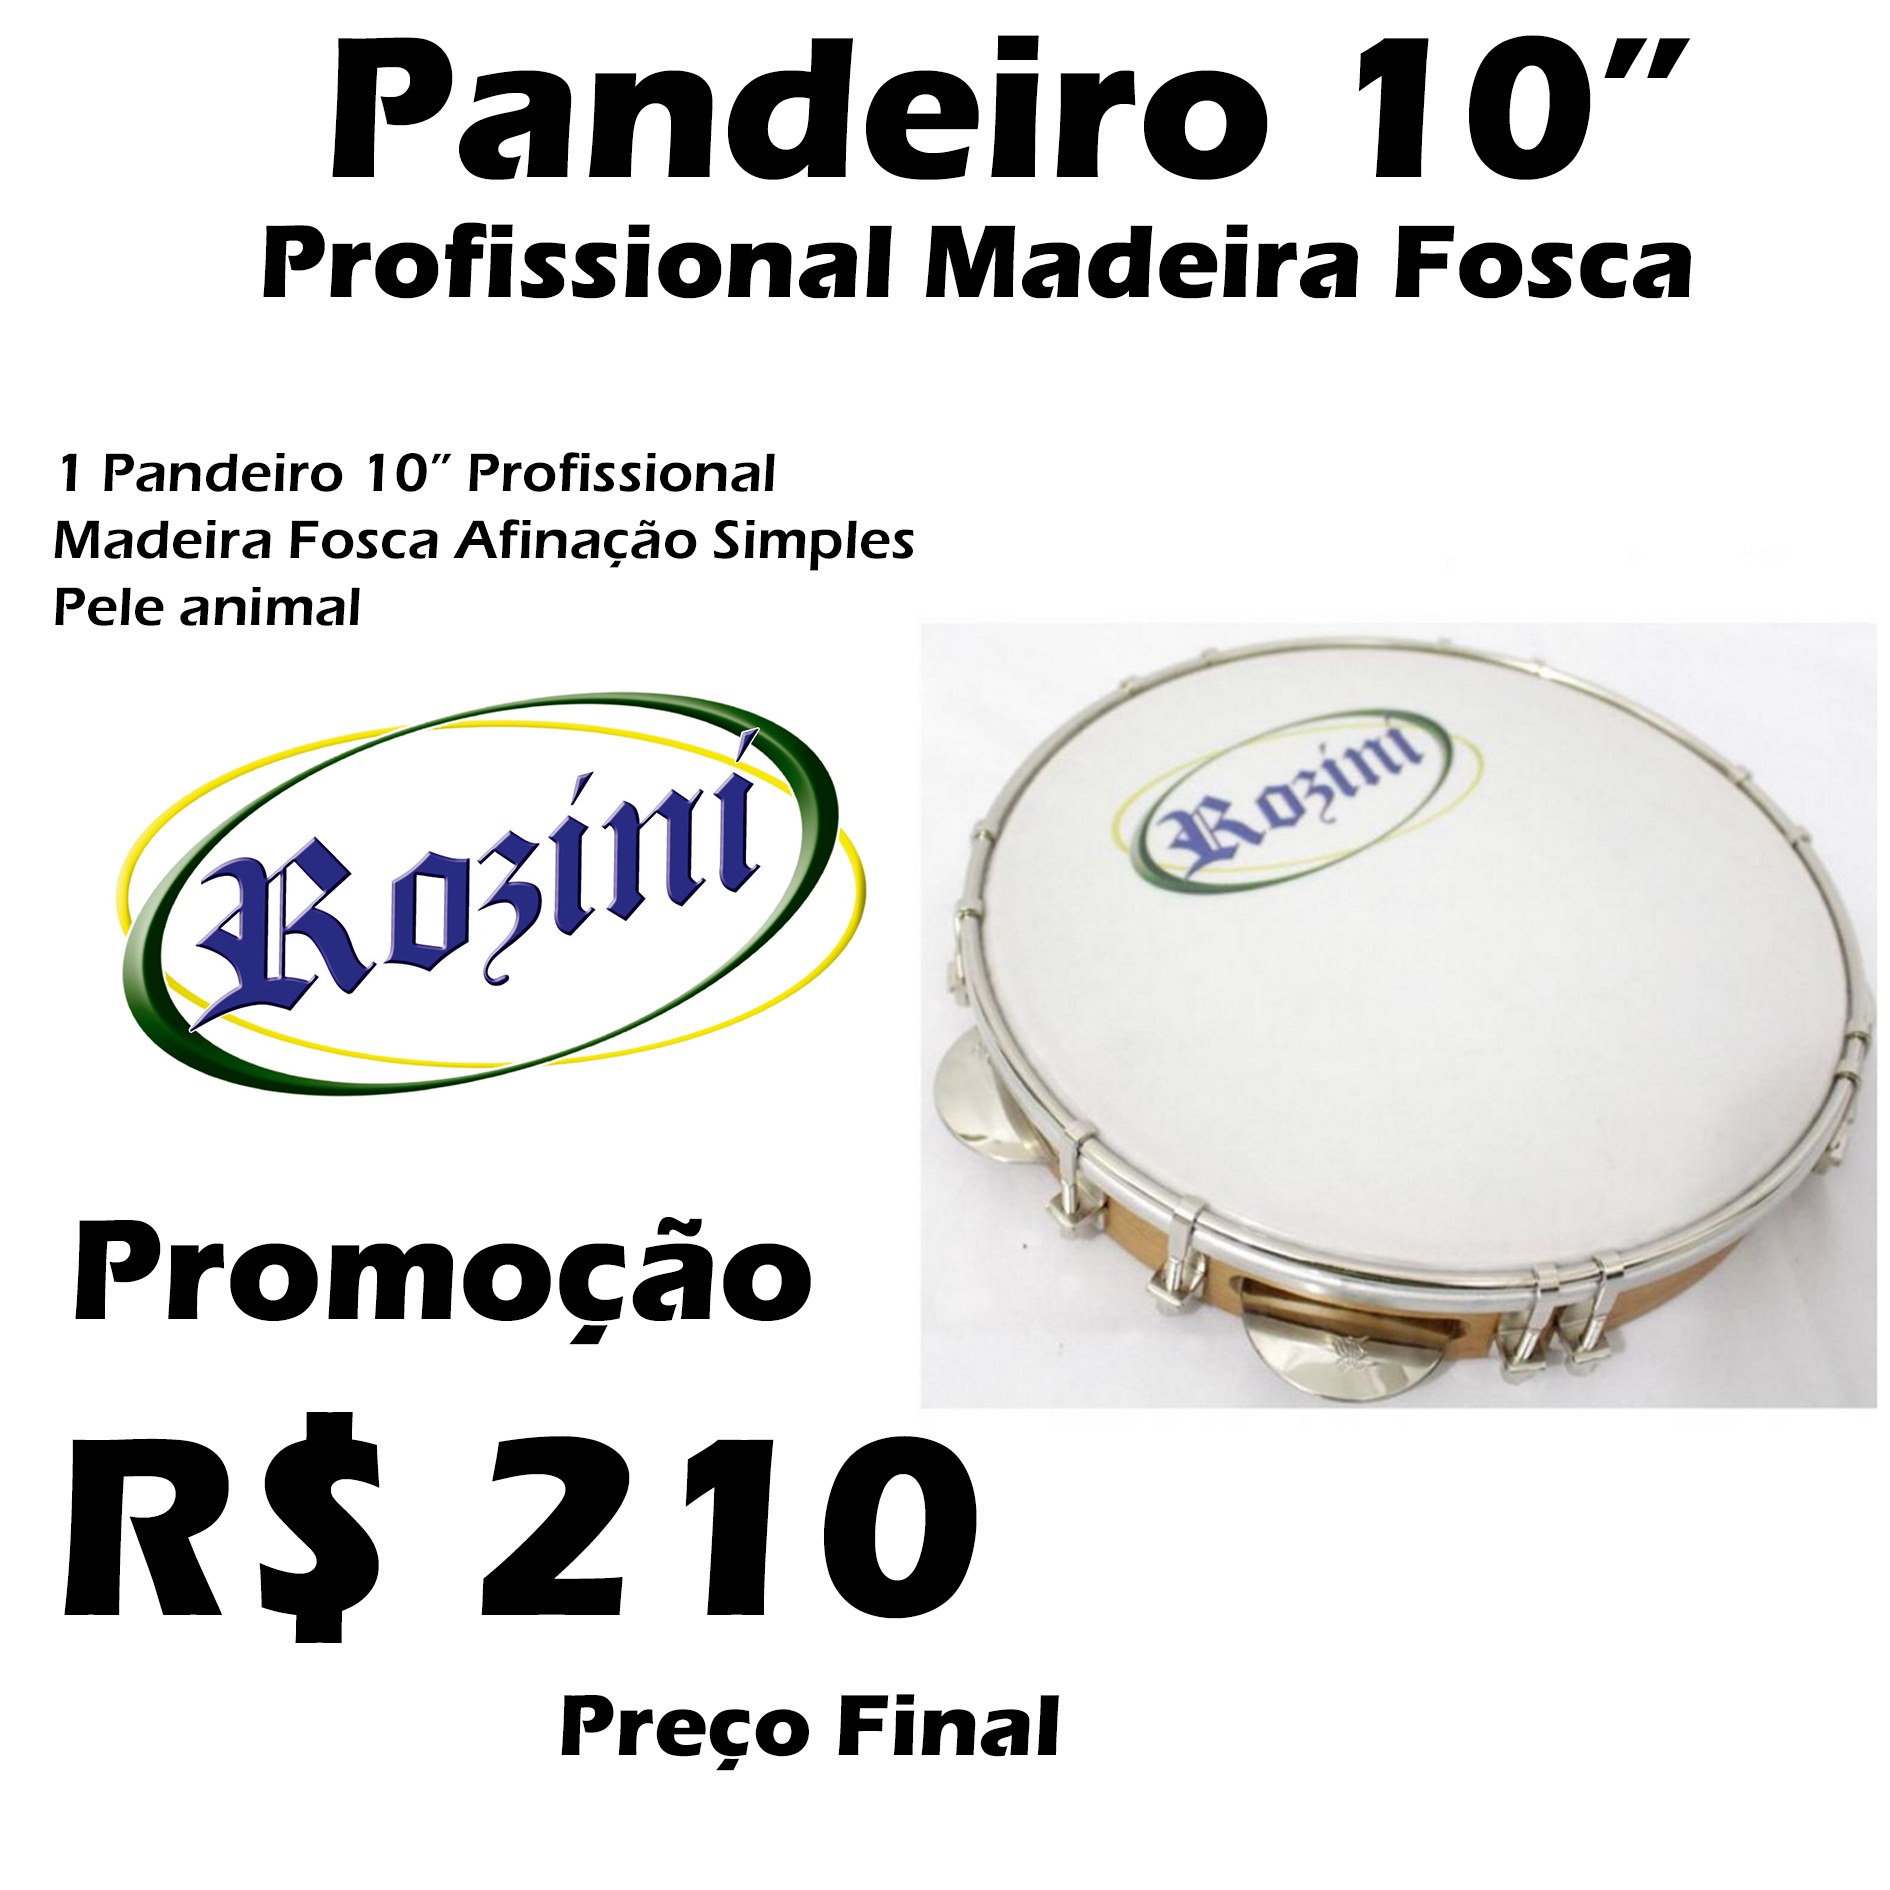 Pandeiro 10”
Profissional Madeira Fosca
1 Pandeiro 10” Profissional
Madeira Fosca Afinação Simples
Pele animal
Rozini
Rozini
Promoção
R$ 210
Preço Final